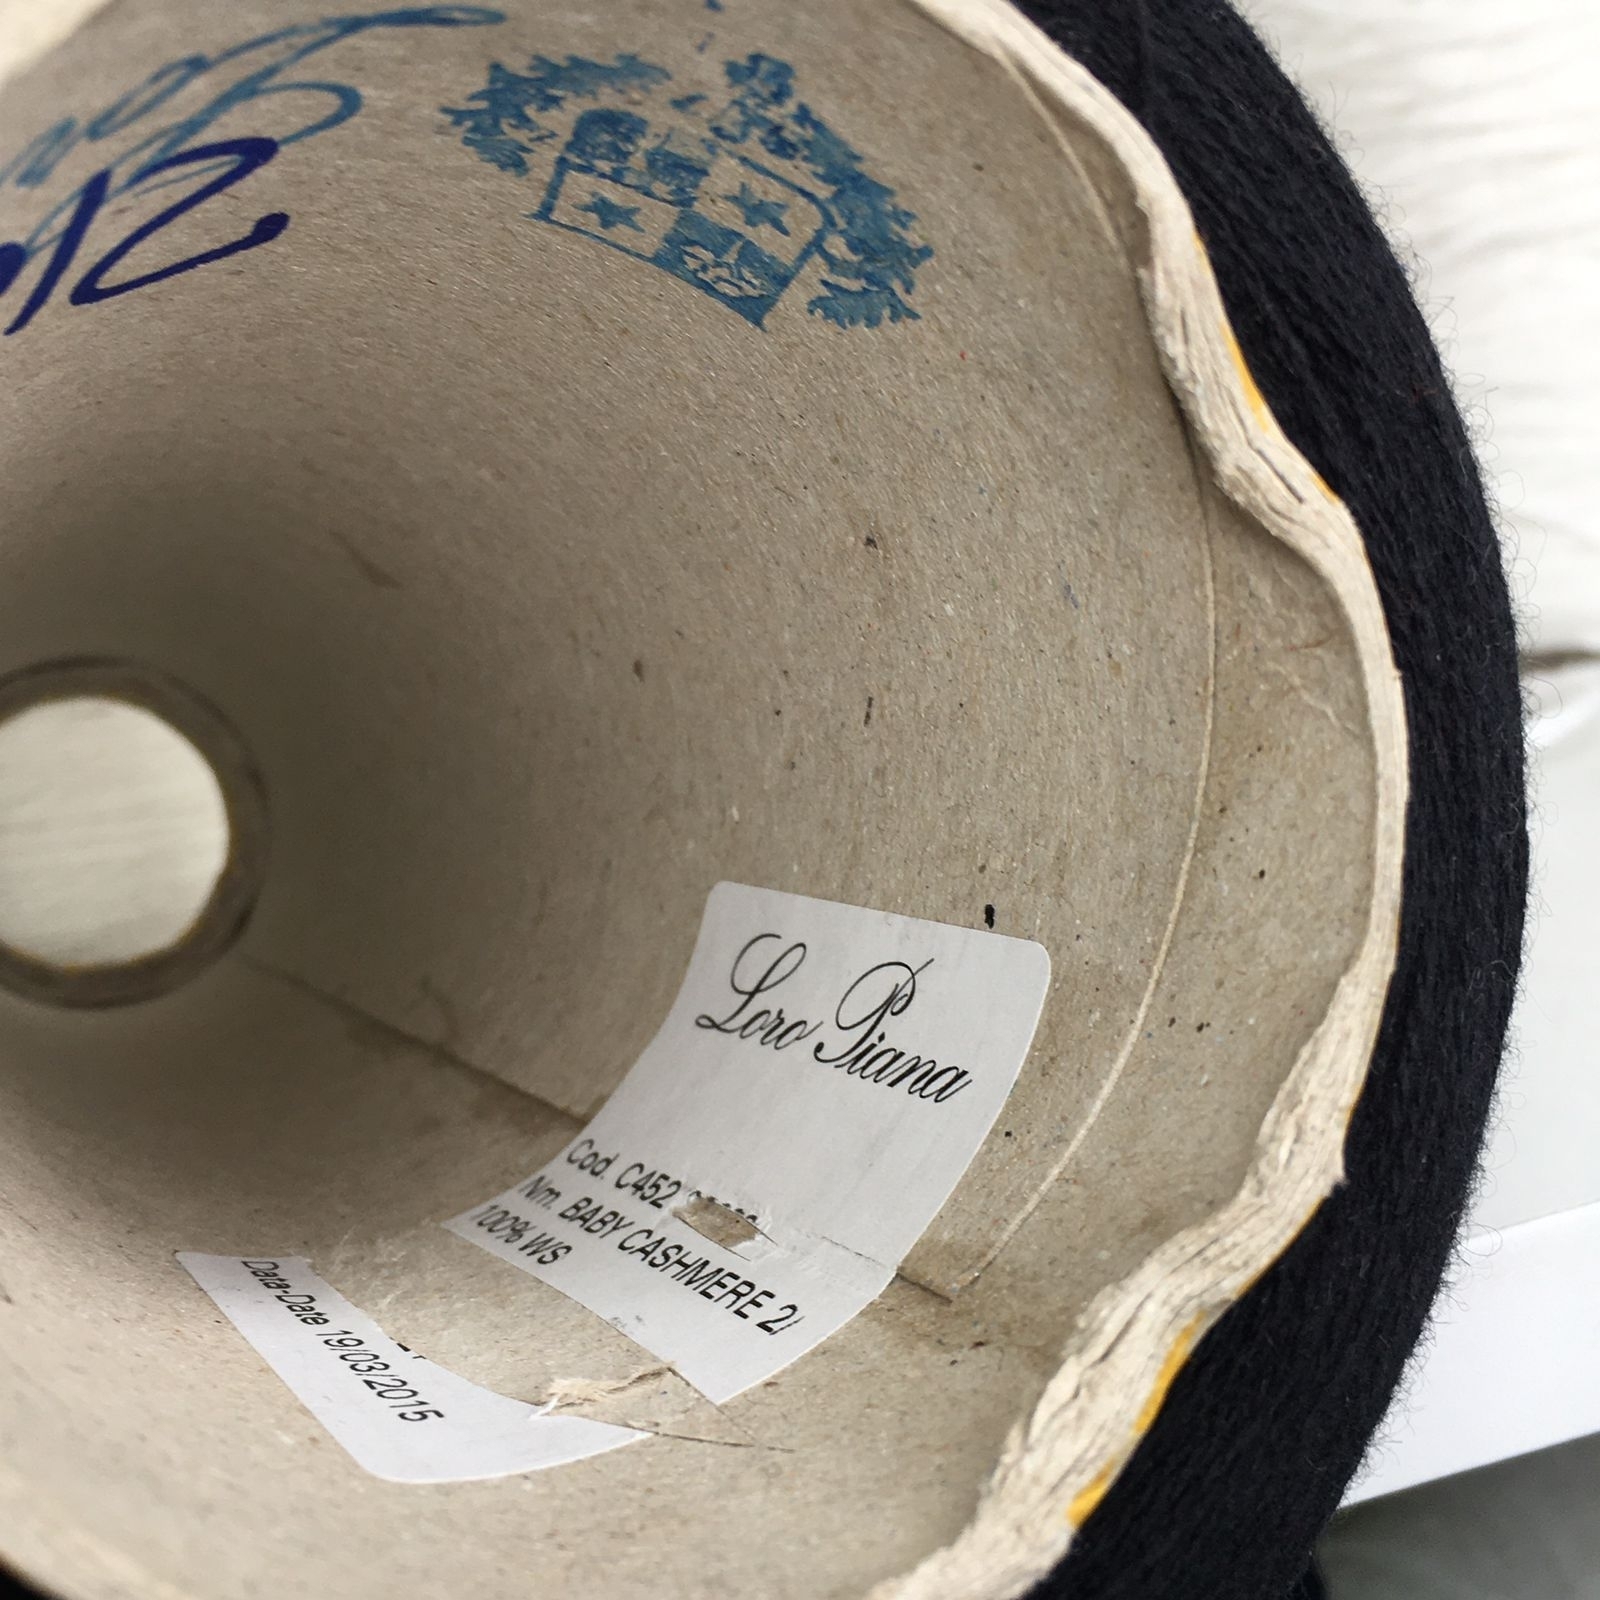 Loro Piana
Cod. C452
Nm. BABY CASHMERE 2/
100% WS
Data-Date 19/03/2015